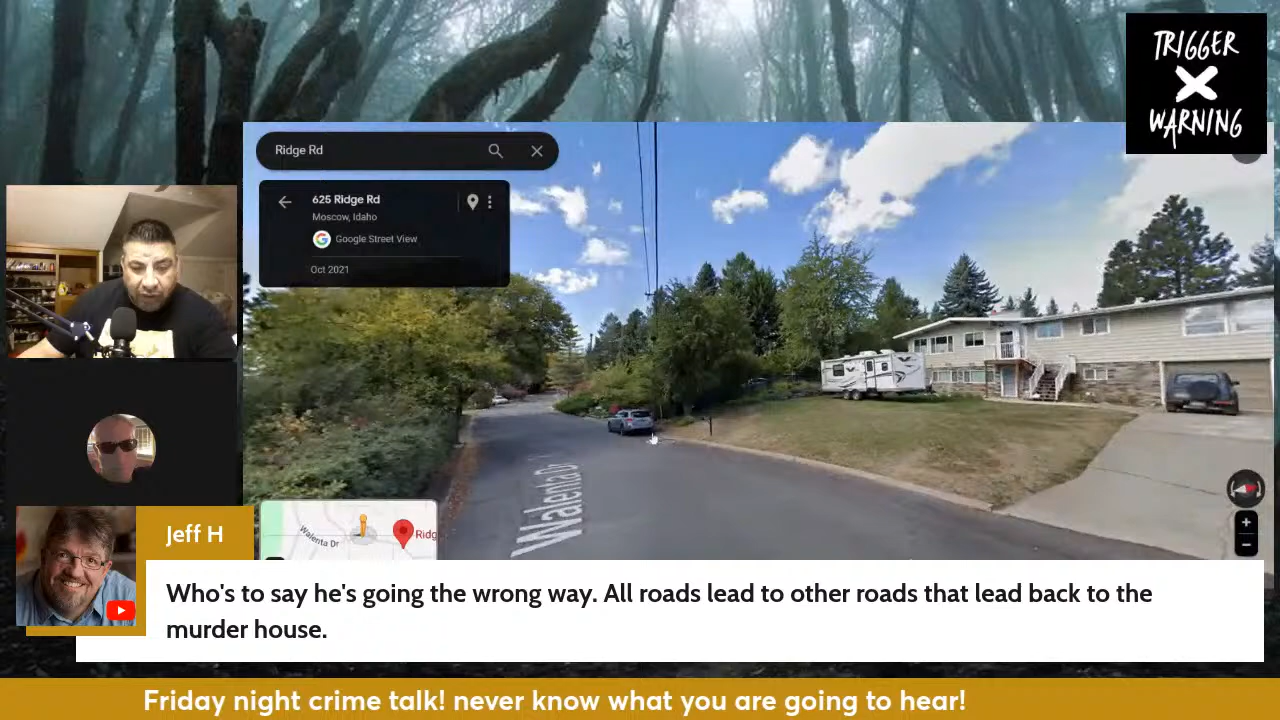 TRIGGER
WARNING
Ridge Rd
625 Ridge Rd
Moscow, Idaho
Google Street View
Oct 2021
Walenta Dr
Walenta Dr
Ridg
Jeff H
Who's to say he's going the wrong way. All roads lead to other roads that lead back to the
murder house.
Friday night crime talk! never know what you are going to hear!